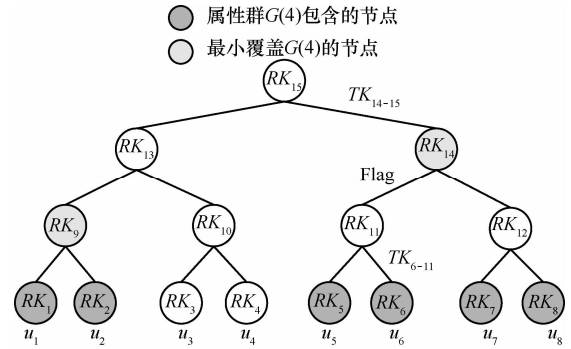 属性群G(4)包含的节点
最小覆盖G(4)的节点
RK15
TK14-15
RK13
RK14
Flag
RK9
RK10
RK11
RK12
TK6-11
RK1 RK2 RK3 RK4 RK5 RK6 RK7 RK8
u1 u2 u3 u4 u5 u6 u7 u8